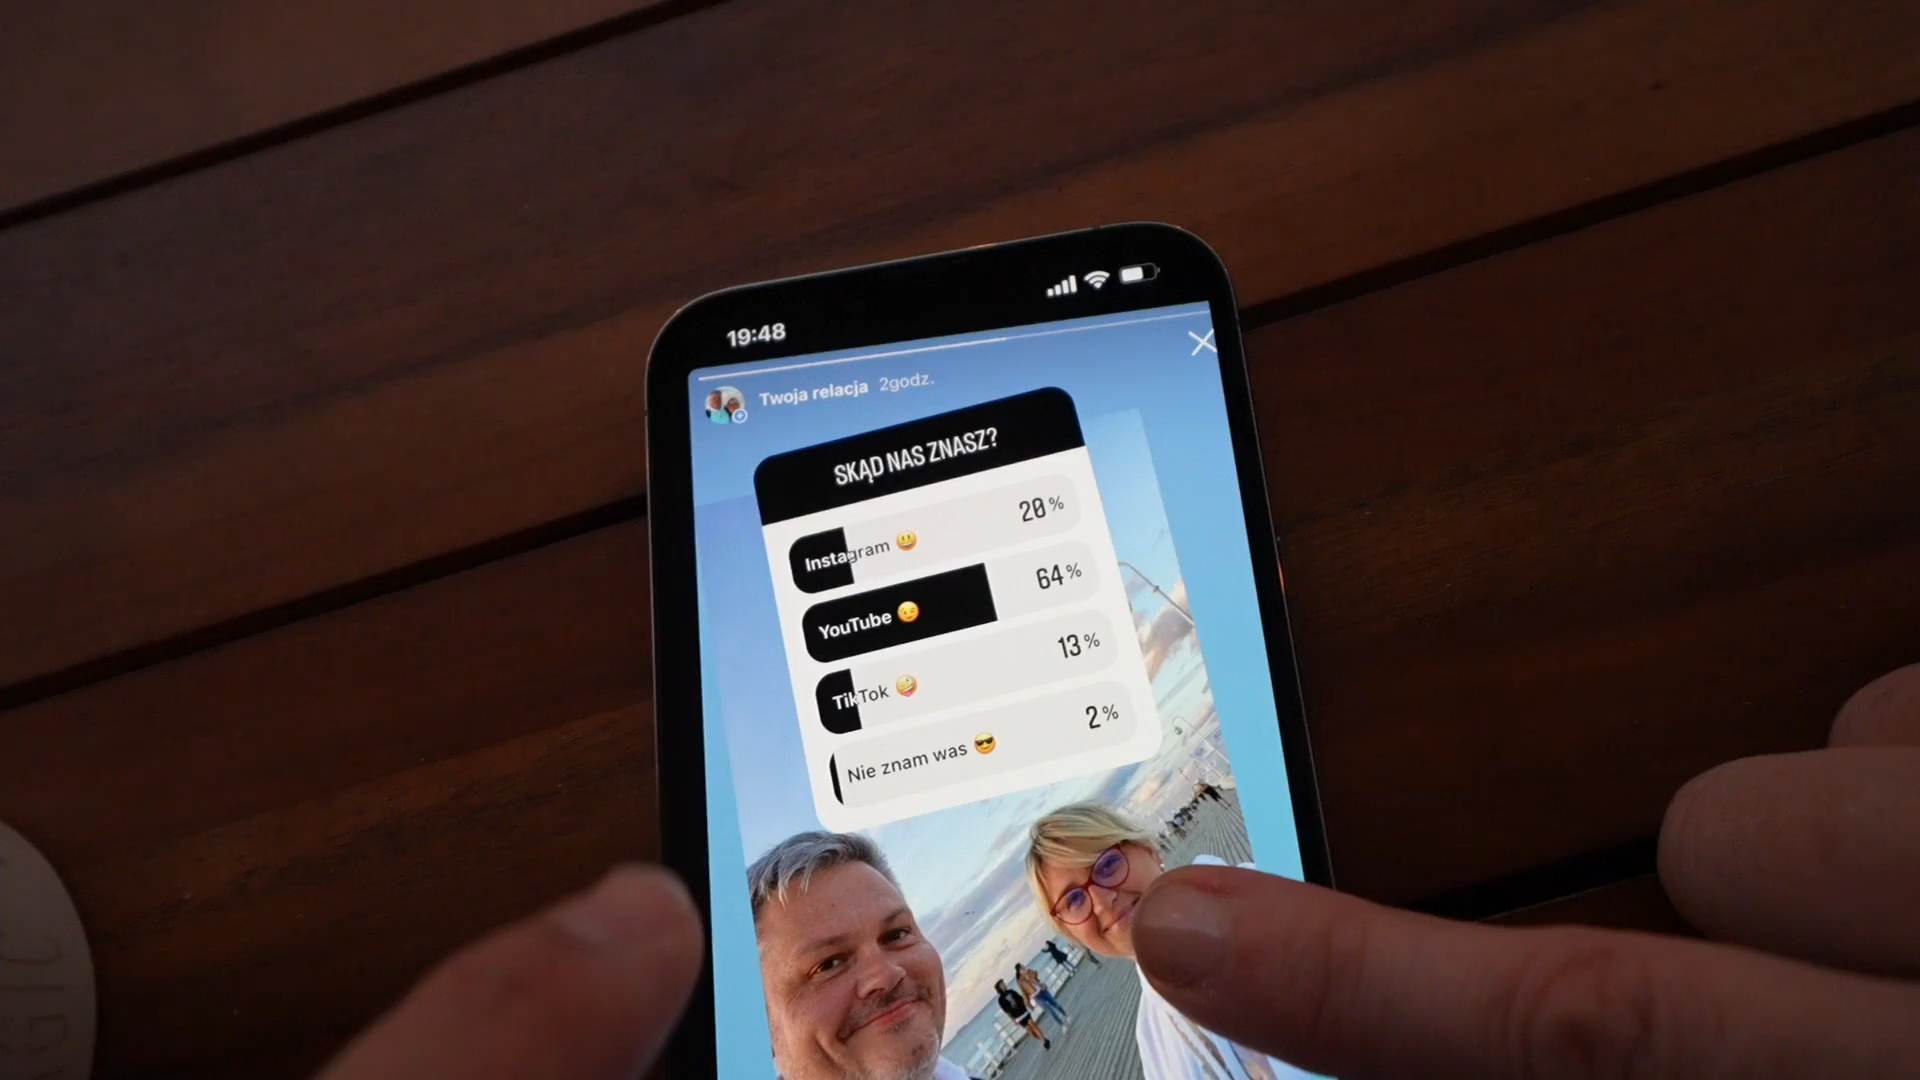 19:48
Twoja relacja 2godz.
SKĄD NAS ZNASZ?
Instagram 😃 20%
YouTube 😉 64%
TikTok 🤪 13%
Nie znam was 😎 2%